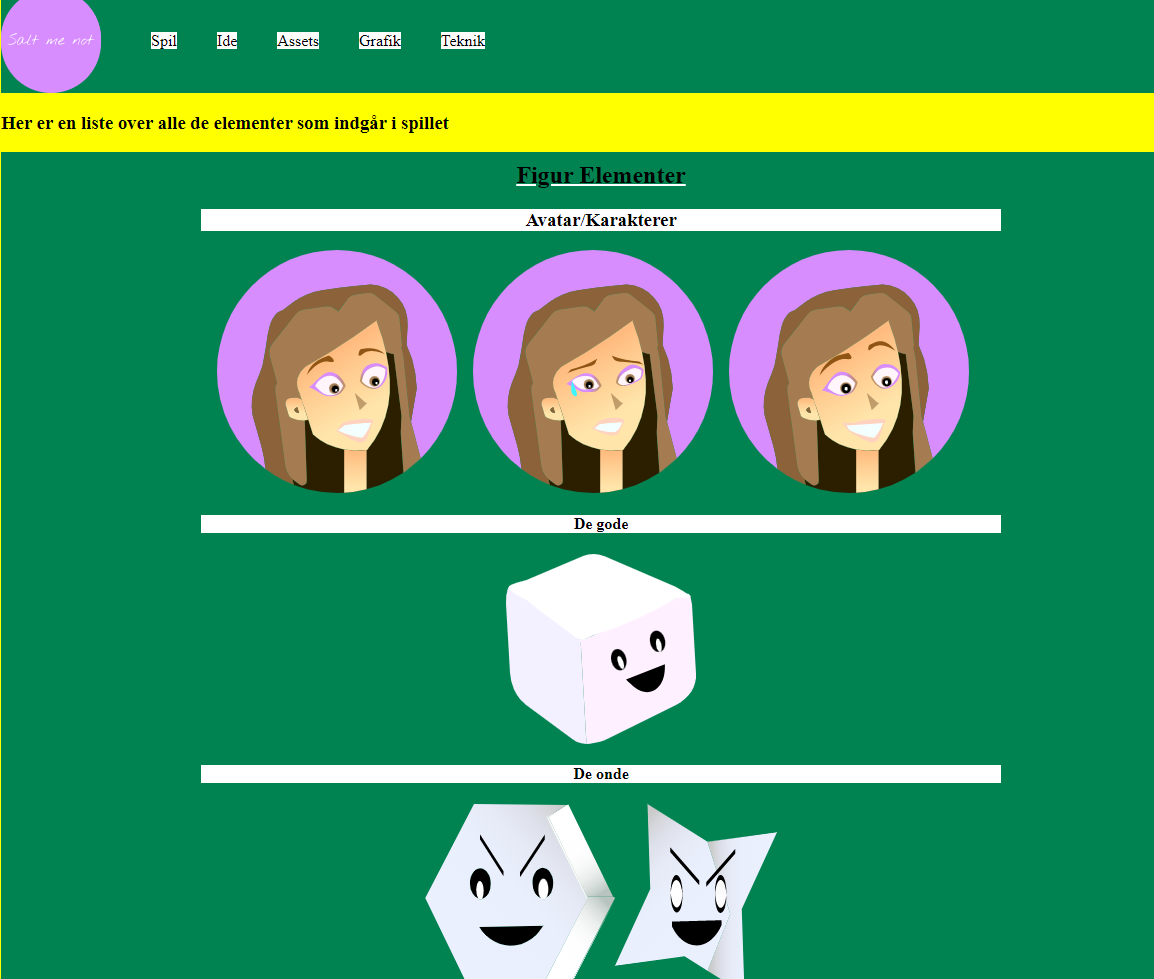 Salt me not
Spil Ide Assets Grafik Teknik
Her er en liste over alle de elementer som indgår i spillet
Figur Elementer
Avatar/Karakterer
De gode
De onde